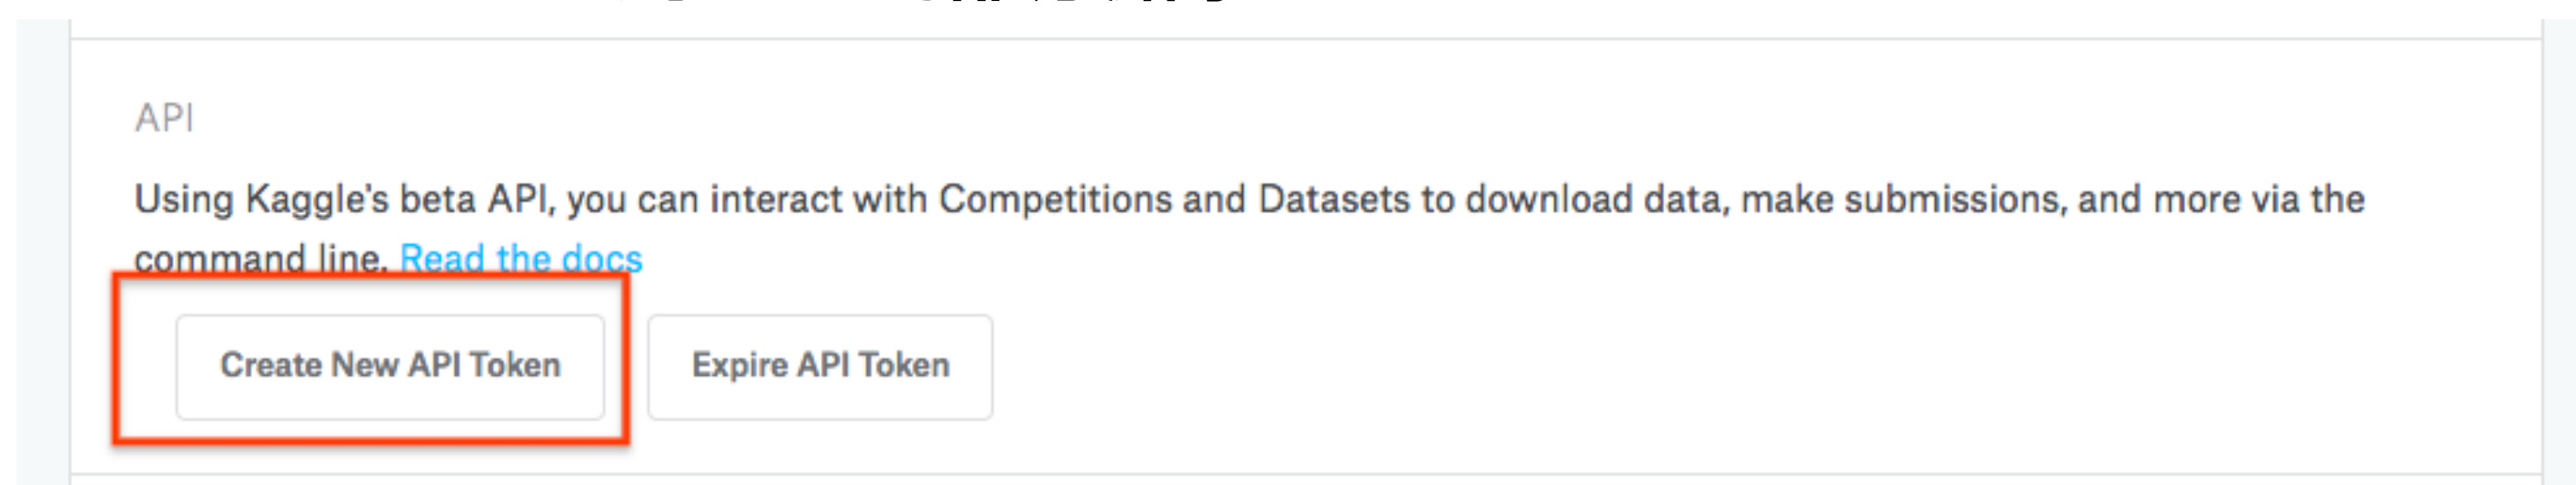 API
Using Kaggle's beta API, you can interact with Competitions and Datasets to download data, make submissions, and more via the
command line. Read the docs
Create New API Token
Expire API Token